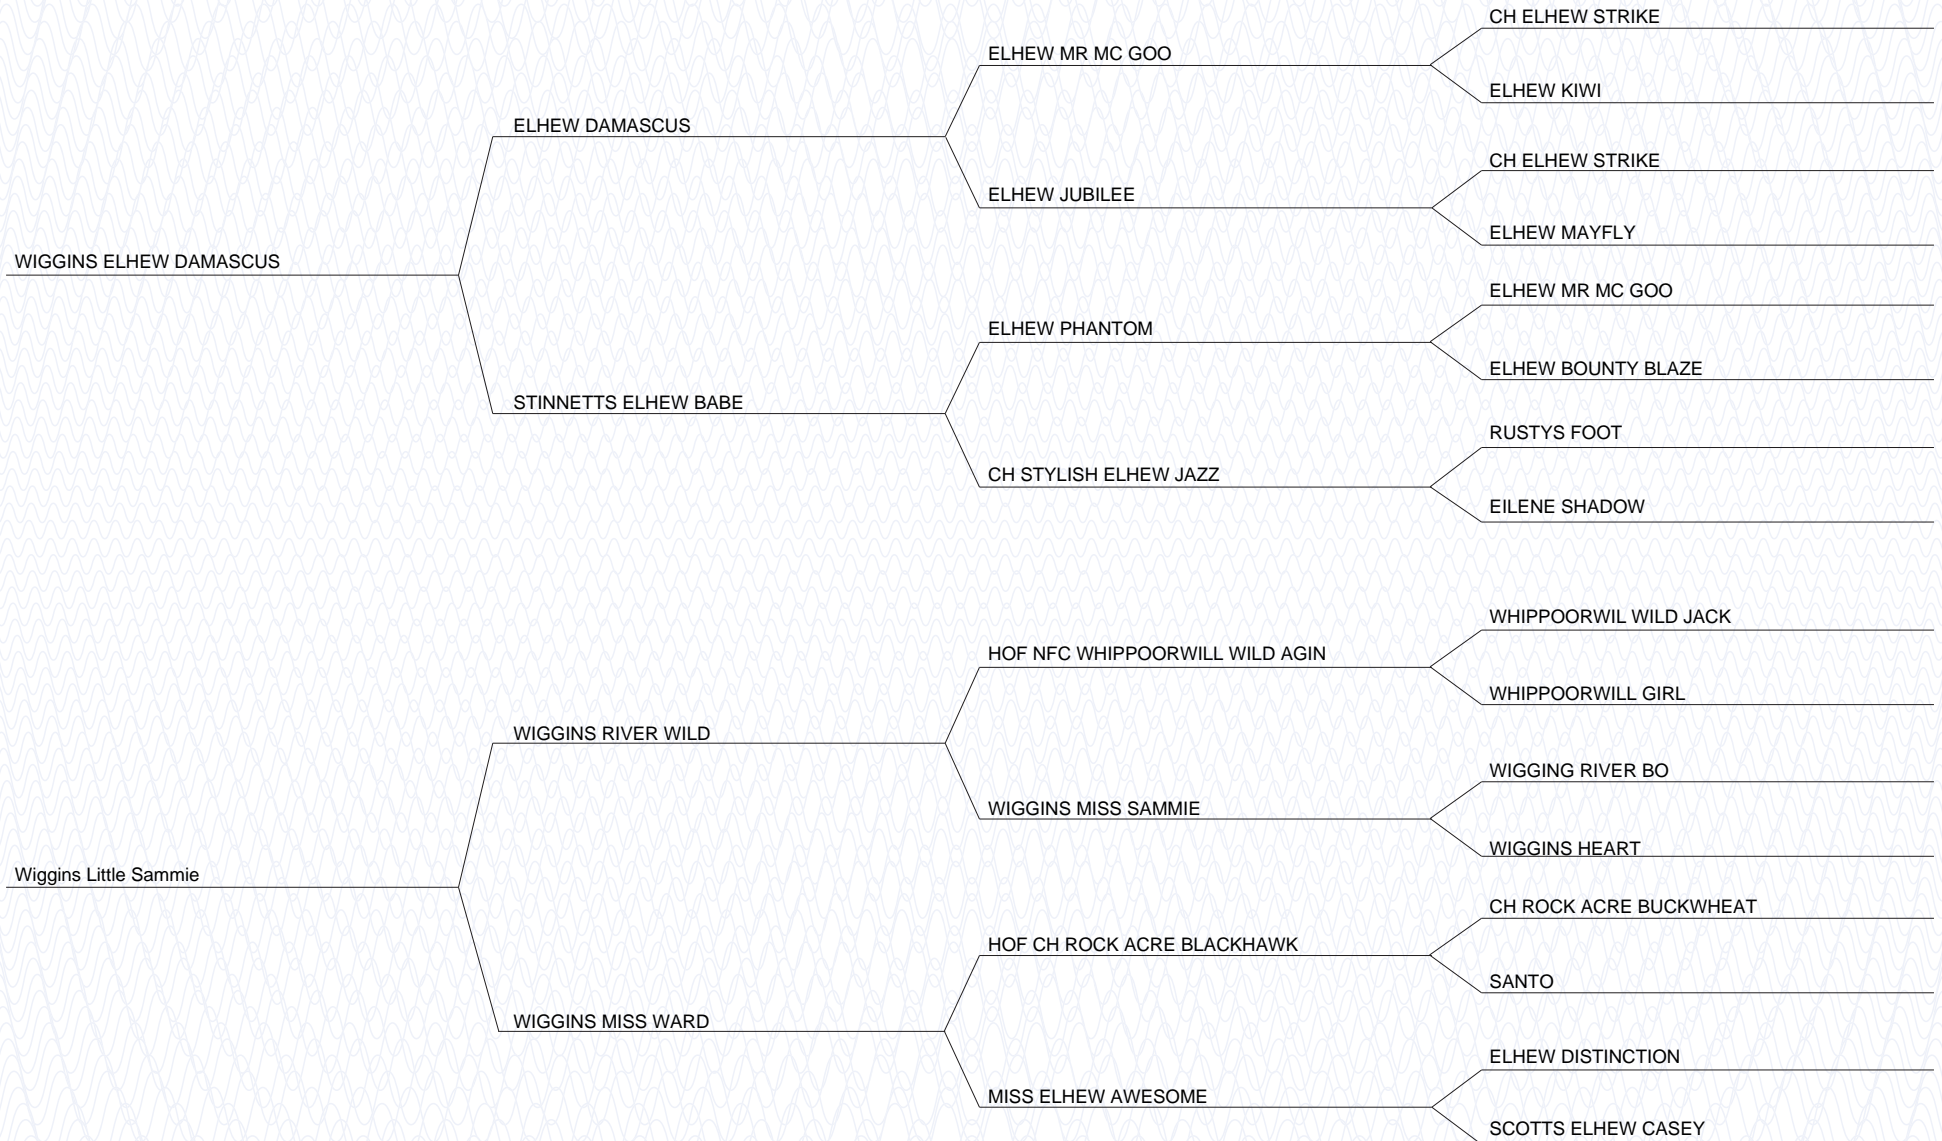 CH ELHEW STRIKE
ELHEW MR MC GOO
ELHEW KIWI
ELHEW DAMASCUS
CH ELHEW STRIKE
ELHEW JUBILEE
ELHEW MAYFLY
WIGGINS ELHEW DAMASCUS
ELHEW MR MC GOO
ELHEW PHANTOM
ELHEW BOUNTY BLAZE
STINNETTS ELHEW BABE
RUSTYS FOOT
CH STYLISH ELHEW JAZZ
EILENE SHADOW
WHIPPOORWIL WILD JACK
HOF NFC WHIPPOORWILL WILD AGIN
WHIPPOORWILL GIRL
WIGGINS RIVER WILD
WIGGING RIVER BO
WIGGINS MISS SAMMIE
WIGGINS HEART
Wiggins Little Sammie
CH ROCK ACRE BUCKWHEAT
HOF CH ROCK ACRE BLACKHAWK
SANTO
WIGGINS MISS WARD
ELHEW DISTINCTION
MISS ELHEW AWESOME
SCOTTS ELHEW CASEY